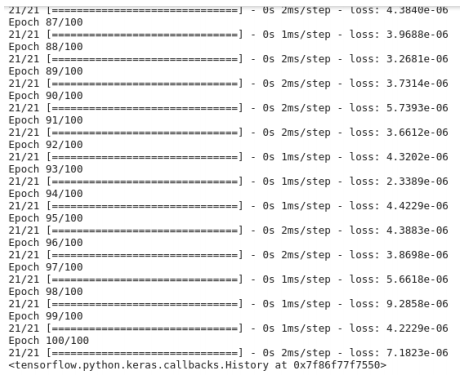 21/21 [==============================] - 0s 2ms/step - loss: 4.3840e-06
Epoch 87/100
21/21 [==============================] - 0s 1ms/step - loss: 3.9688e-06
Epoch 88/100
21/21 [==============================] - 0s 2ms/step - loss: 3.2681e-06
Epoch 89/100
21/21 [==============================] - 0s 2ms/step - loss: 3.7314e-06
Epoch 90/100
21/21 [==============================] - 0s 2ms/step - loss: 5.7393e-06
Epoch 91/100
21/21 [==============================] - 0s 2ms/step - loss: 3.6612e-06
Epoch 92/100
21/21 [==============================] - 0s 1ms/step - loss: 4.3202e-06
Epoch 93/100
21/21 [==============================] - 0s 1ms/step - loss: 2.3389e-06
Epoch 94/100
21/21 [==============================] - 0s 1ms/step - loss: 4.4229e-06
Epoch 95/100
21/21 [==============================] - 0s 2ms/step - loss: 4.3883e-06
Epoch 96/100
21/21 [==============================] - 0s 2ms/step - loss: 3.8698e-06
Epoch 97/100
21/21 [==============================] - 0s 1ms/step - loss: 5.6618e-06
Epoch 98/100
21/21 [==============================] - 0s 1ms/step - loss: 9.2858e-06
Epoch 99/100
21/21 [==============================] - 0s 1ms/step - loss: 4.2229e-06
Epoch 100/100
21/21 [==============================] - 0s 2ms/step - loss: 7.1823e-06
<tensorflow.python.keras.callbacks.History at 0x7f86f77f7550>